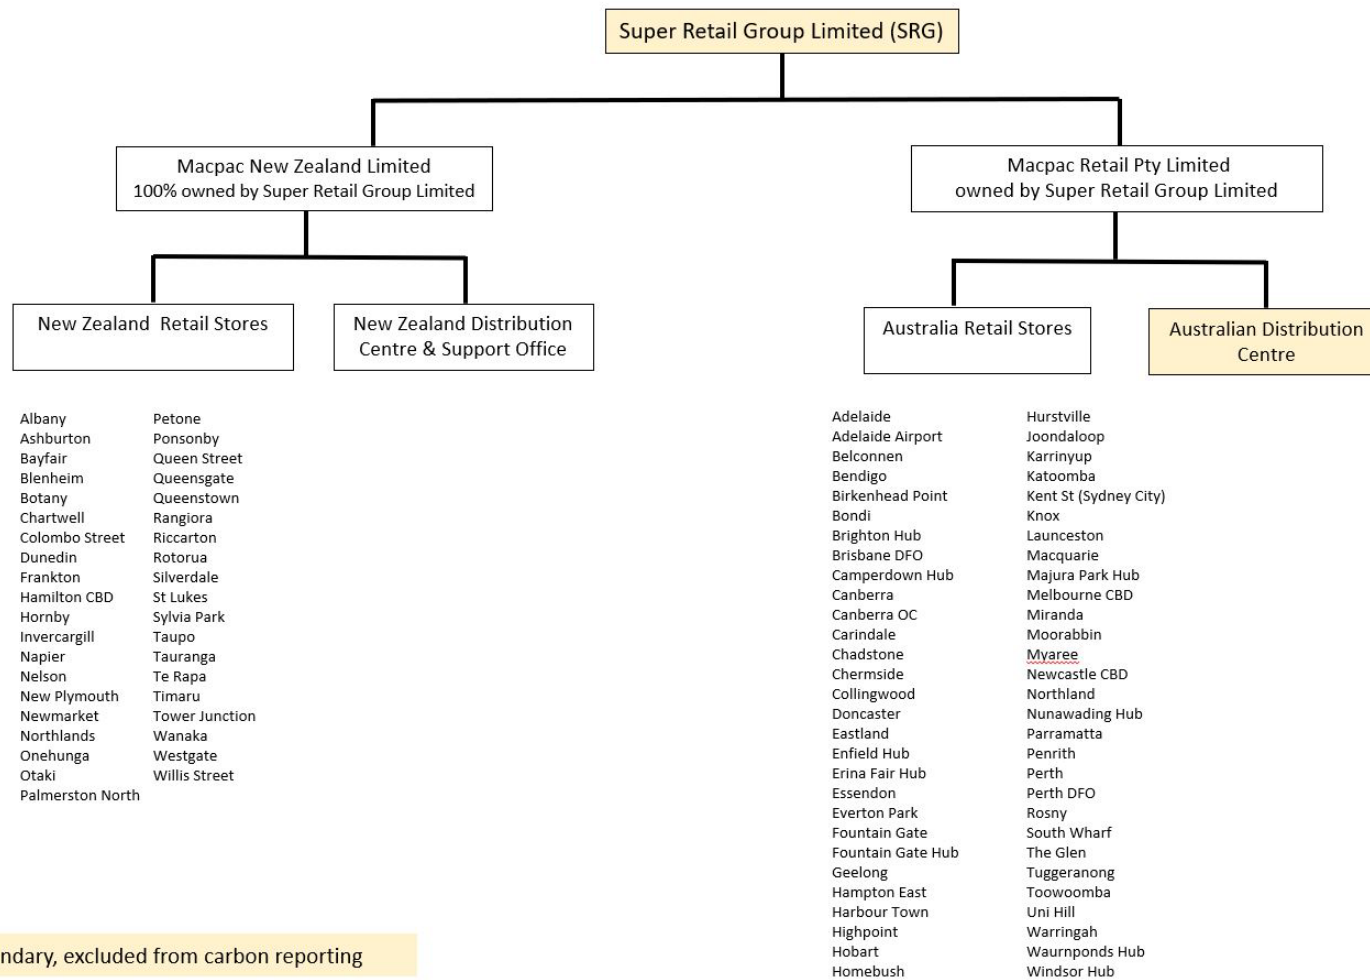 Super Retail Group Limited (SRG)
Macpac New Zealand Limited
100% owned by Super Retail Group Limited
Macpac Retail Pty Limited
owned by Super Retail Group Limited
New Zealand  Retail Stores
New Zealand Distribution
Centre & Support Office
Australia Retail Stores
Australian Distribution
Centre
Albany
Ashburton
Bayfair
Blenheim
Botany
Chartwell
Colombo Street
Dunedin
Frankton
Hamilton CBD
Hornby
Invercargill
Napier
Nelson
New Plymouth
Newmarket
Northlands
Onehunga
Otaki
Palmerston North
Petone
Ponsonby
Queen Street
Queensgate
Queenstown
Rangiora
Riccarton
Rotorua
Silverdale
St Lukes
Sylvia Park
Taupo
Tauranga
Te Rapa
Timaru
Tower Junction
Wanaka
Westgate
Willis Street
Adelaide
Adelaide Airport
Belconnen
Bendigo
Birkenhead Point
Bondi
Brighton Hub
Brisbane DFO
Camperdown Hub
Canberra
Canberra OC
Carindale
Chadstone
Chermside
Collingwood
Doncaster
Eastland
Enfield Hub
Erina Fair Hub
Essendon
Everton Park
Fountain Gate
Fountain Gate Hub
Geelong
Hampton East
Harbour Town
Highpoint
Hobart
Homebush
Hurstville
Joondaloop
Karrinyup
Katoomba
Kent St (Sydney City)
Knox
Launceston
Macquarie
Majura Park Hub
Melbourne CBD
Miranda
Moorabbin
Myaree
Newcastle CBD
Northland
Nunawading Hub
Parramatta
Penrith
Perth
Perth DFO
Rosny
South Wharf
The Glen
Tuggeranong
Toowoomba
Uni Hill
Warringah
Waurnponds Hub
Windsor Hub
ndary, excluded from carbon reporting